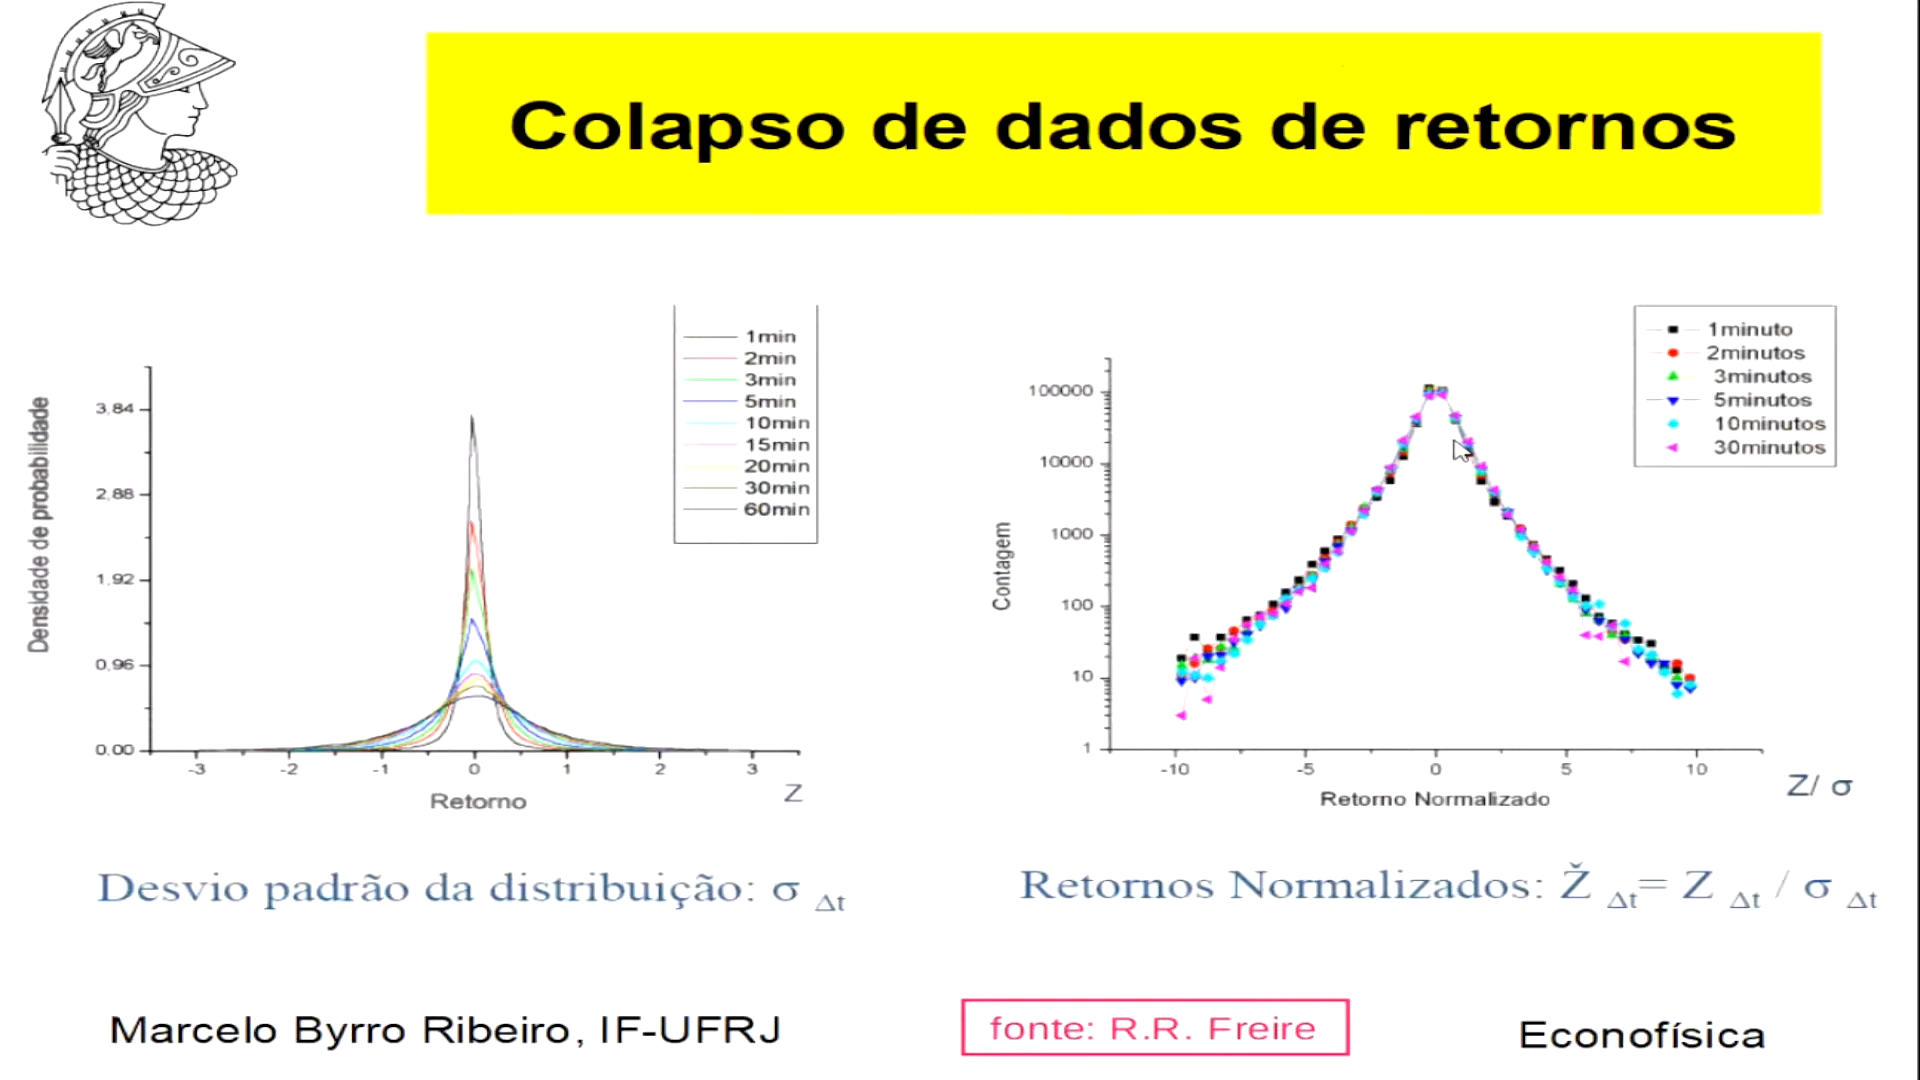 Colapso de dados de retornos
Densidade de probabilidade
3,84
2,88
1,92
0,96
0,00
-3 -2 -1 0 1 2 3
Retorno
Z
1min
2min
3min
5min
10min
15min
20min
30min
60min
Contagem
100000
10000
1000
100
10
1
-10 -5 0 5 10
Retorno Normalizado
Z/ σ
1minuto
2minutos
3minutos
5minutos
10minutos
30minutos
Desvio padrão da distribuição: σ Δt
Retornos Normalizados: Ž Δt= Z Δt / σ Δt
Marcelo Byrro Ribeiro, IF-UFRJ
fonte: R.R. Freire
Econofísica